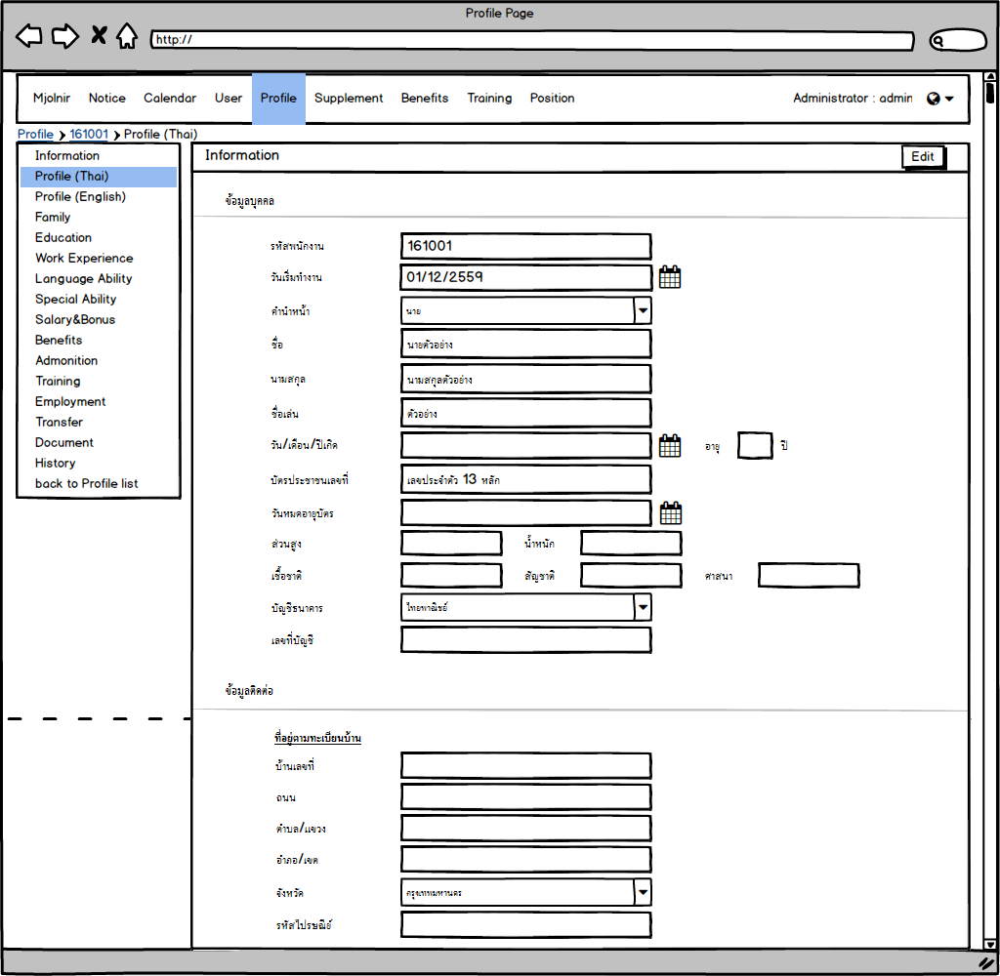 Profile Page
http://
Mjolnir Notice Calendar User Profile Supplement Benefits Training Position Administrator : admin
Profile 161001 Profile (Thai)
Information
Profile (Thai)
Profile (English)
Family
Education
Work Experience
Language Ability
Special Ability
Salary&Bonus
Benefits
Admonition
Training
Employment
Transfer
Document
History
back to Profile list
Information Edit
ข้อมูลบุคคล
รหัสพนักงาน 161001
วันเริ่มทำงาน 01/12/2559
คำนำหน้า นาย
ชื่อ นายตัวอย่าง
นามสกุล นามสกุลตัวอย่าง
ชื่อเล่น ตัวอย่าง
วัน/เดือน/ปีเกิด อายุ ปี
บัตรประชาชนเลขที่ เลขประจำตัว 13 หลัก
วันหมดอายุบัตร
ส่วนสูง น้ำหนัก
เชื้อชาติ สัญชาติ ศาสนา
บัญชีธนาคาร ไทยพาณิชย์
เลขที่บัญชี
ข้อมูลติดต่อ
ที่อยู่ตามทะเบียนบ้าน
บ้านเลขที่
ถนน
ตำบล/แขวง
อำภอ/เขต
จังหวัด กรุงเทพมหานคร
รหัสไปรษณีย์